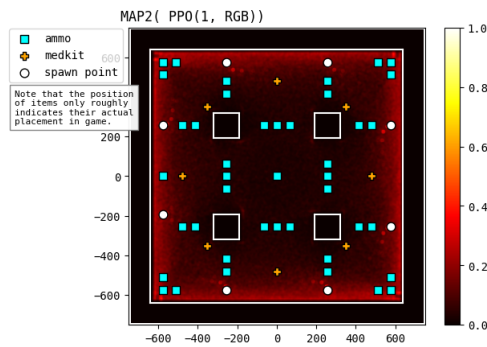 MAP2( PPO(1, RGB))
ammo
medkit
spawn point
Note that the position
of items only roughly
indicates their actual
placement in game.
600
200
0
−200
−400
−600
−600 −400 −200 0 200 400 600
1.0
0.8
0.6
0.4
0.2
0.0